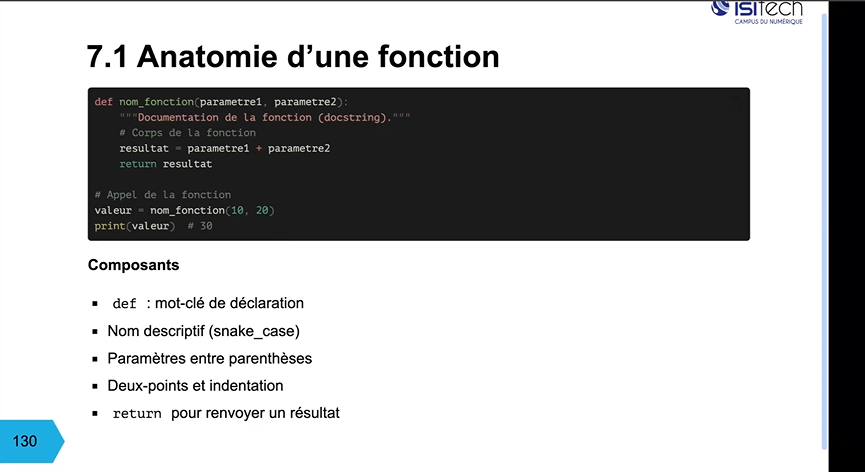 ISITech
CAMPUS DU NUMÉRIQUE
7.1 Anatomie d’une fonction
def nom_fonction(parametre1, parametre2):
    """Documentation de la fonction (docstring)."""
    # Corps de la fonction
    resultat = parametre1 + parametre2
    return resultat
# Appel de la fonction
valeur = nom_fonction(10, 20)
print(valeur)  # 30
Composants
▪ def : mot-clé de déclaration
▪ Nom descriptif (snake_case)
▪ Paramètres entre parenthèses
▪ Deux-points et indentation
▪ return pour renvoyer un résultat
130